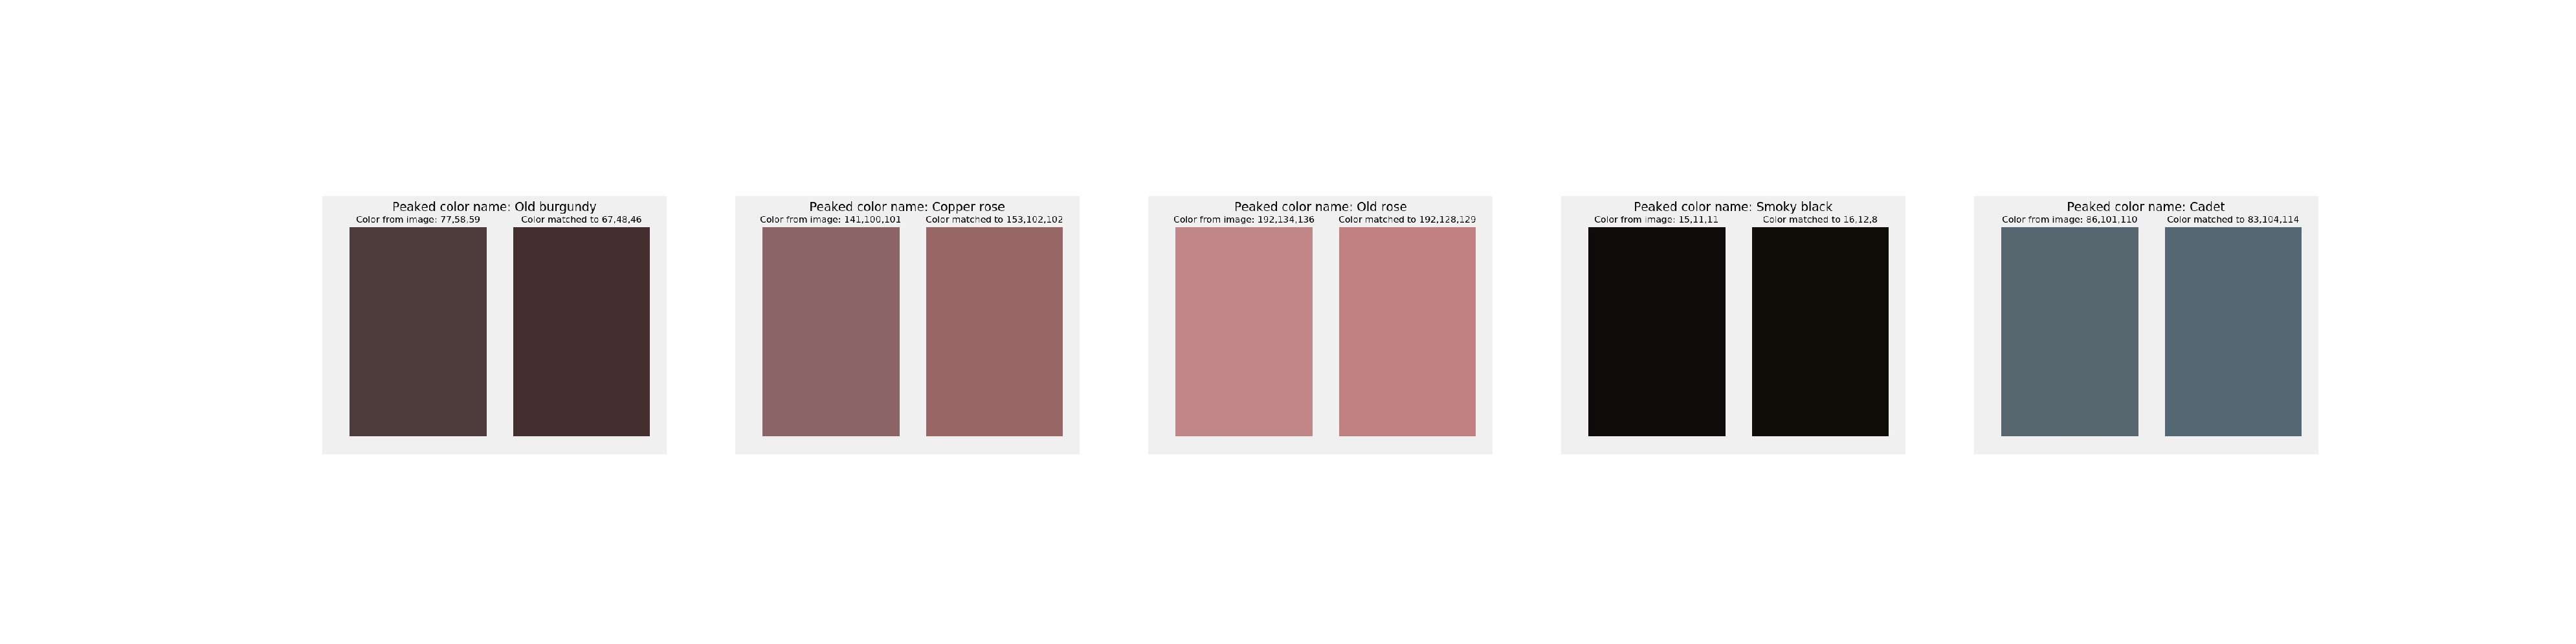 Peaked color name: Old burgundy
Color from image: 77,58,59
Color matched to 67,48,46
Peaked color name: Copper rose
Color from image: 141,100,101
Color matched to 153,102,102
Peaked color name: Old rose
Color from image: 192,134,136
Color matched to 192,128,129
Peaked color name: Smoky black
Color from image: 15,11,11
Color matched to 16,12,8
Peaked color name: Cadet
Color from image: 86,101,110
Color matched to 83,104,114